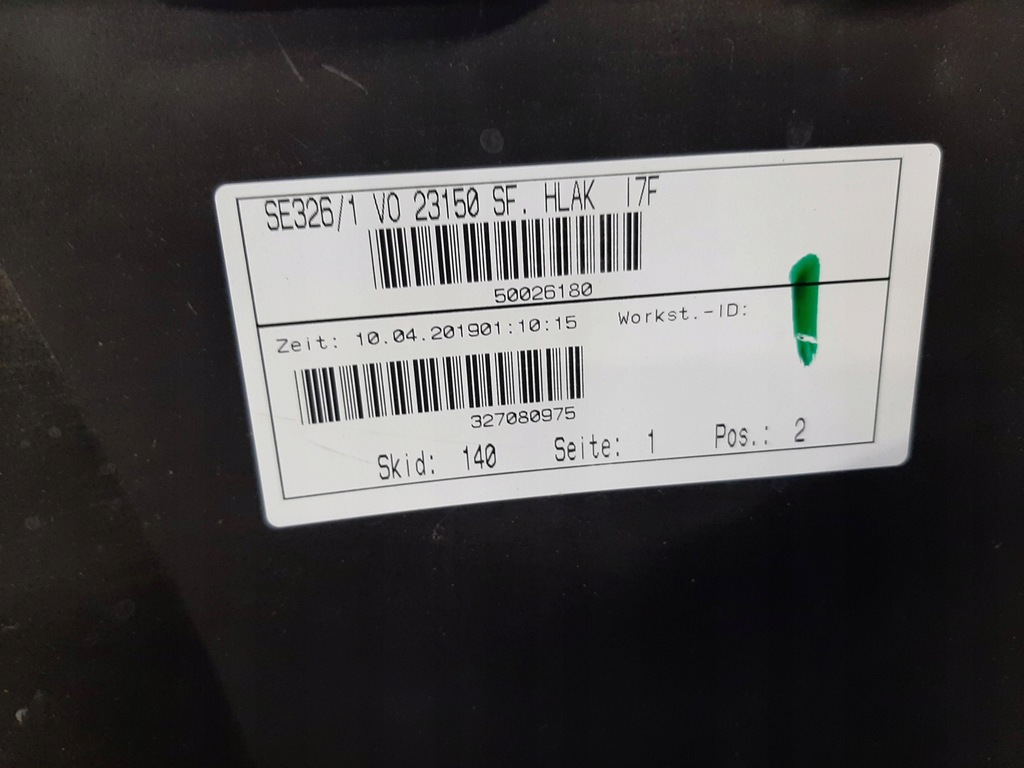 SE326/1 VO 23150 SF. HLAK I7F
50026180
Zeit: 10.04.201901:10:15 Workst.-ID:
327080975
Skid: 140 Seite: 1 Pos.: 2